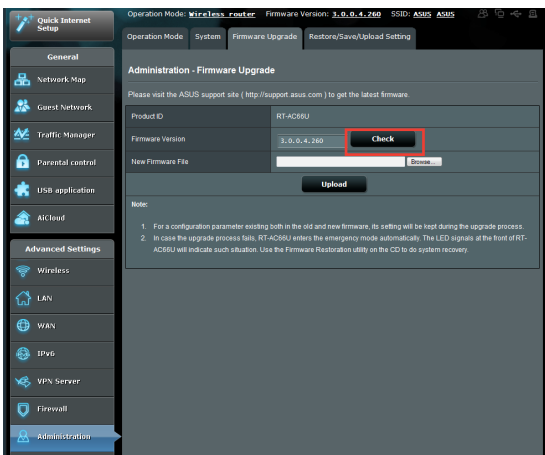 Quick Internet
Setup
Operation Mode: Wireless router Firmware Version: 3.0.0.4.260 SSID: ASUS ASUS
Operation Mode System Firmware Upgrade Restore/Save/Upload Setting
General
Network Map
Guest Network
Traffic Manager
Parental control
USB application
AiCloud
Advanced Settings
Wireless
LAN
WAN
IPv6
VPN Server
Firewall
Administration
Administration - Firmware Upgrade
Please visit the ASUS support site ( http://support.asus.com ) to get the latest firmware.
Product ID RT-AC66U
Firmware Version 3.0.0.4.260 Check
New Firmware File Browse...
Upload
Note:
1. For a configuration parameter existing both in the old and new firmware, its setting will be kept during the upgrade process.
2. In case the upgrade process fails, RT-AC66U enters the emergency mode automatically. The LED signals at the front of RT-
AC66U will indicate such situation. Use the Firmware Restoration utility on the CD to do system recovery.